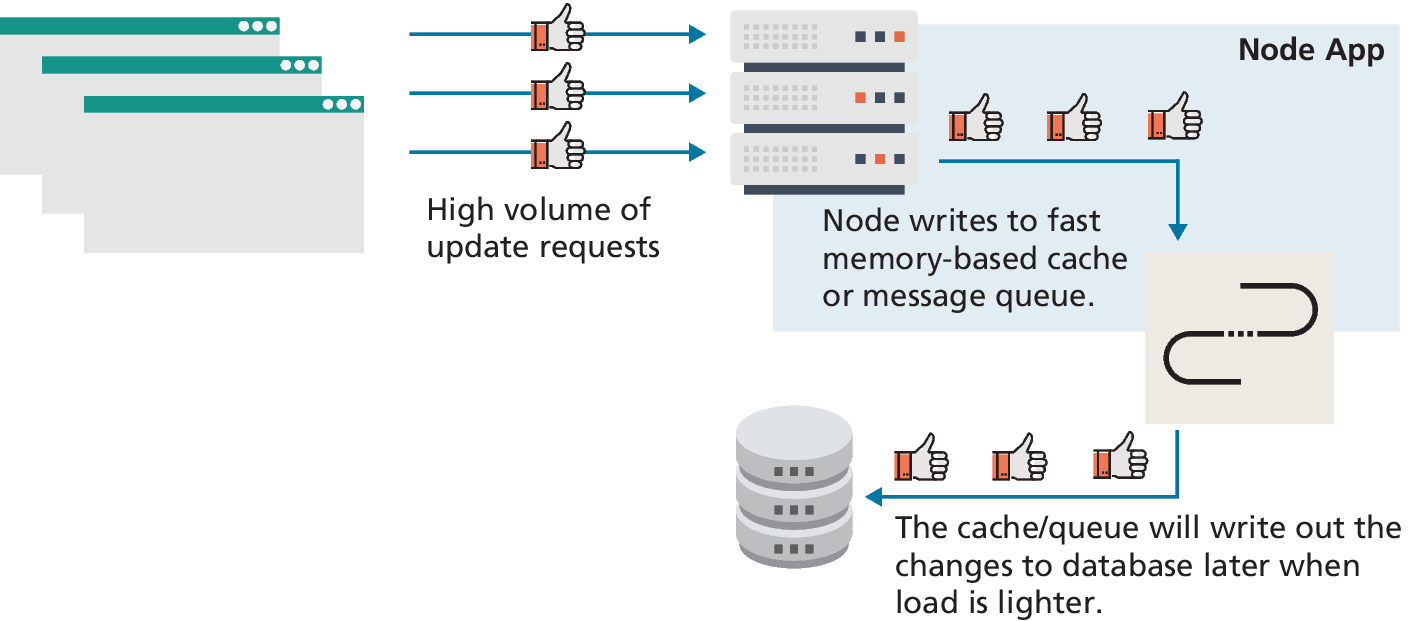 Node App
High volume of
update requests
Node writes to fast
memory-based cache
or message queue.
The cache/queue will write out the
changes to database later when
load is lighter.